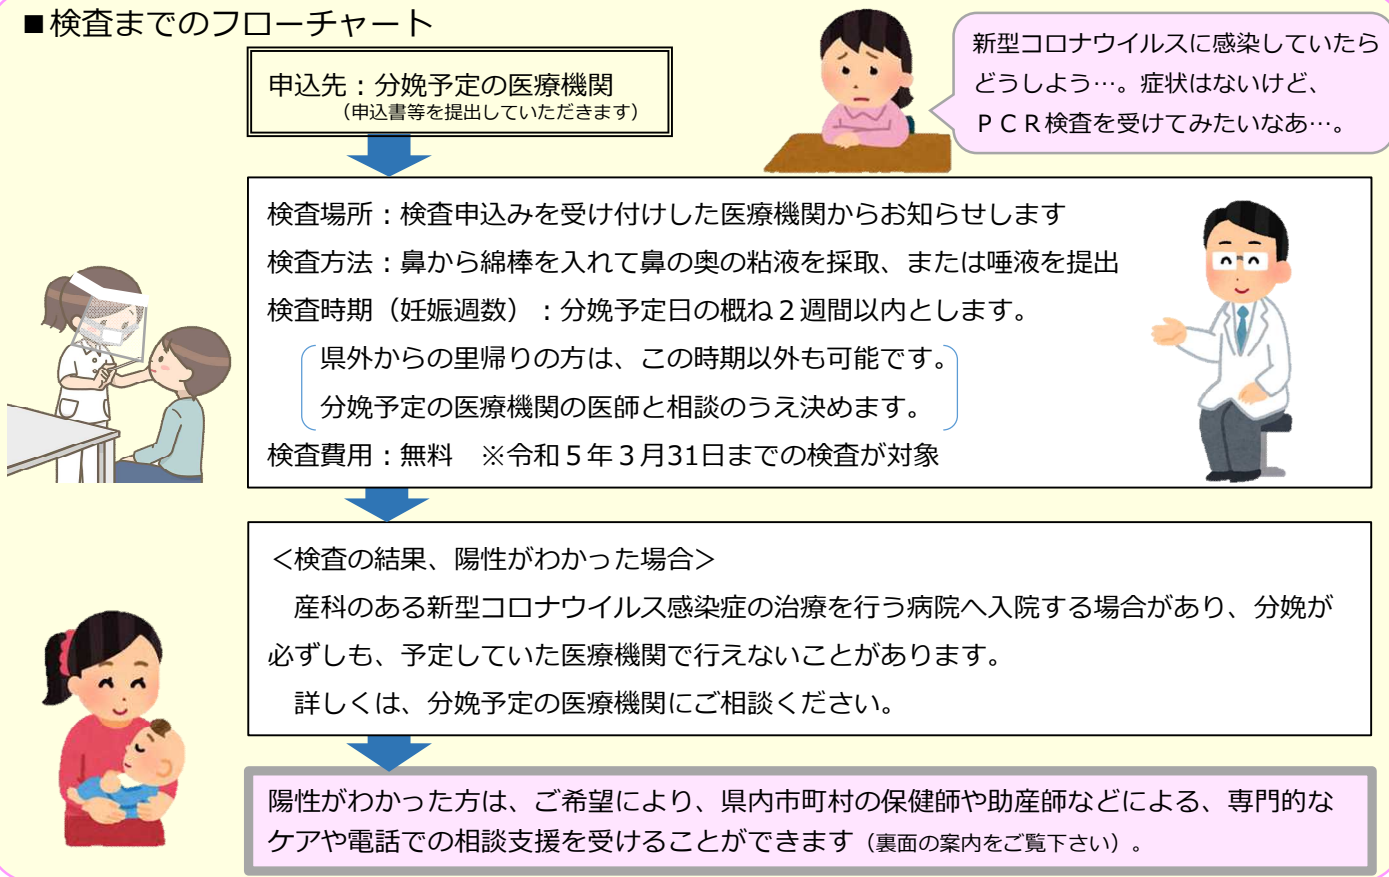 ■検査までのフローチャート
申込先：分娩予定の医療機関
（申込書等を提出していただきます）
新型コロナウイルスに感染していたら
どうしよう…。症状はないけど、
ＰＣＲ検査を受けてみたいなあ…。
検査場所：検査申込みを受け付けした医療機関からお知らせします
検査方法：鼻から綿棒を入れて鼻の奥の粘液を採取、または唾液を提出
検査時期（妊娠週数）：分娩予定日の概ね２週間以内とします。
県外からの里帰りの方は、この時期以外も可能です。
分娩予定の医療機関の医師と相談のうえ決めます。
検査費用：無料　※令和５年３月31日までの検査が対象
＜検査の結果、陽性がわかった場合＞
産科のある新型コロナウイルス感染症の治療を行う病院へ入院する場合があり、分娩が
必ずしも、予定していた医療機関で行えないことがあります。
詳しくは、分娩予定の医療機関にご相談ください。
陽性がわかった方は、ご希望により、県内市町村の保健師や助産師などによる、専門的な
ケアや電話での相談支援を受けることができます（裏面の案内をご覧下さい）。